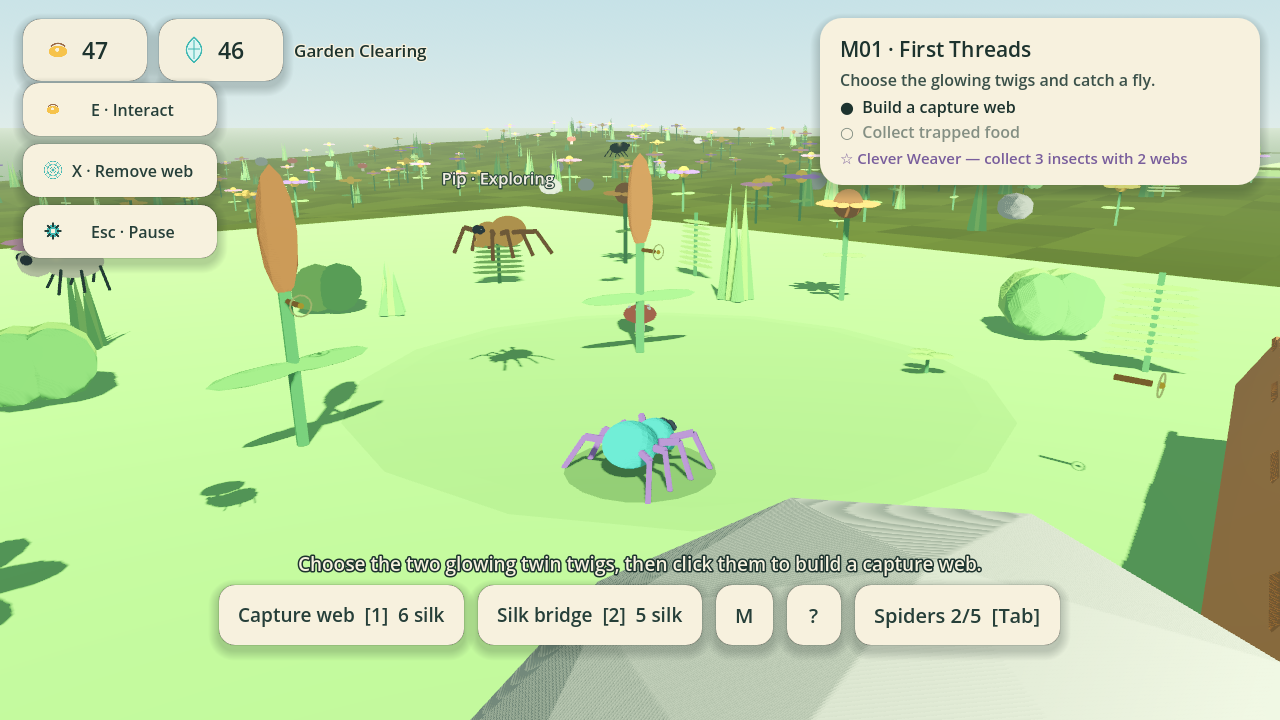 47
46
Garden Clearing
E · Interact
X · Remove web
Esc · Pause
M01 · First Threads
Choose the glowing twigs and catch a fly.
● Build a capture web
○ Collect trapped food
☆ Clever Weaver — collect 3 insects with 2 webs
Pip · Exploring
Choose the two glowing twin twigs, then click them to build a capture web.
Capture web [1] 6 silk
Silk bridge [2] 5 silk
M
?
Spiders 2/5 [Tab]